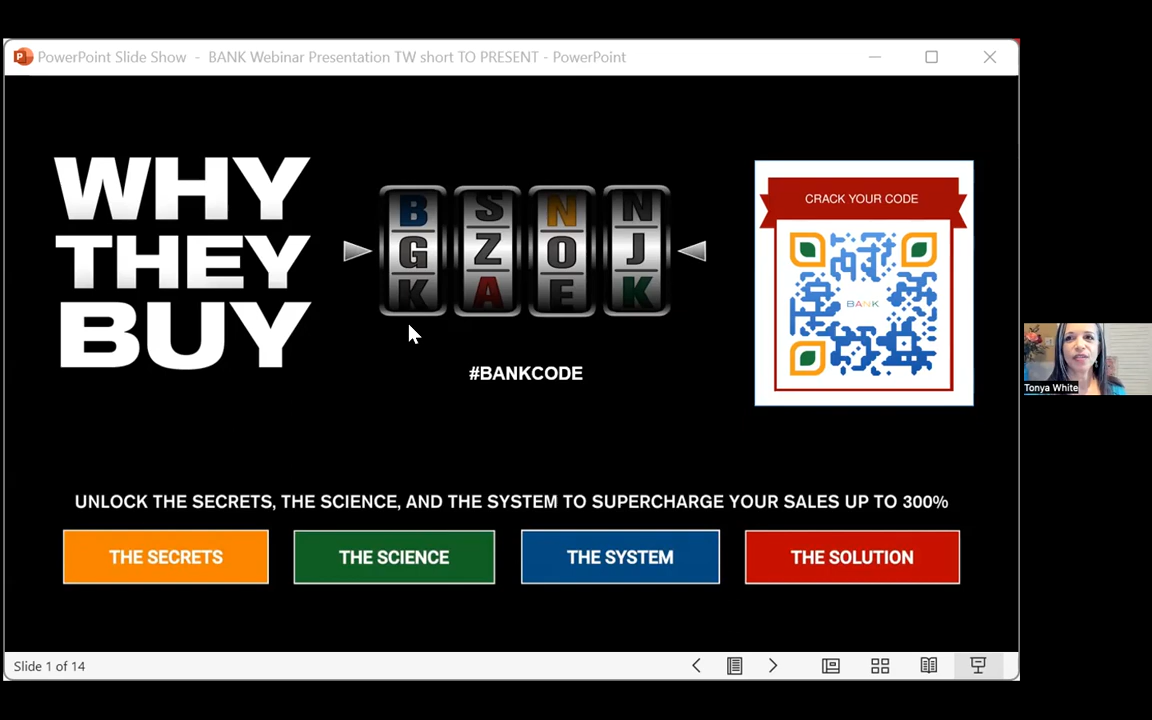 PowerPoint Slide Show - BANK Webinar Presentation TW short TO PRESENT - PowerPoint
WHY
THEY
BUY
B S N N
G Z O J
K A E K
#BANKCODE
CRACK YOUR CODE
BANK
Tonya White
UNLOCK THE SECRETS, THE SCIENCE, AND THE SYSTEM TO SUPERCHARGE YOUR SALES UP TO 300%
THE SECRETS
THE SCIENCE
THE SYSTEM
THE SOLUTION
Slide 1 of 14